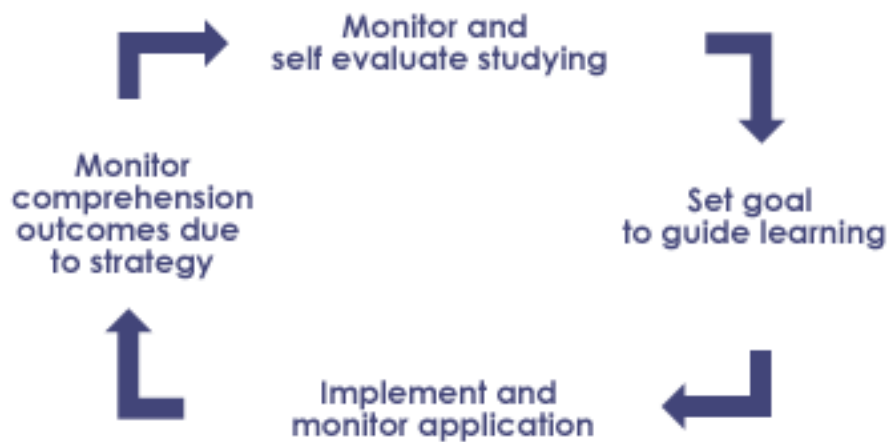 Monitor and
self evaluate studying
Set goal
to guide learning
Implement and
monitor application
Monitor
comprehension
outcomes due
to strategy